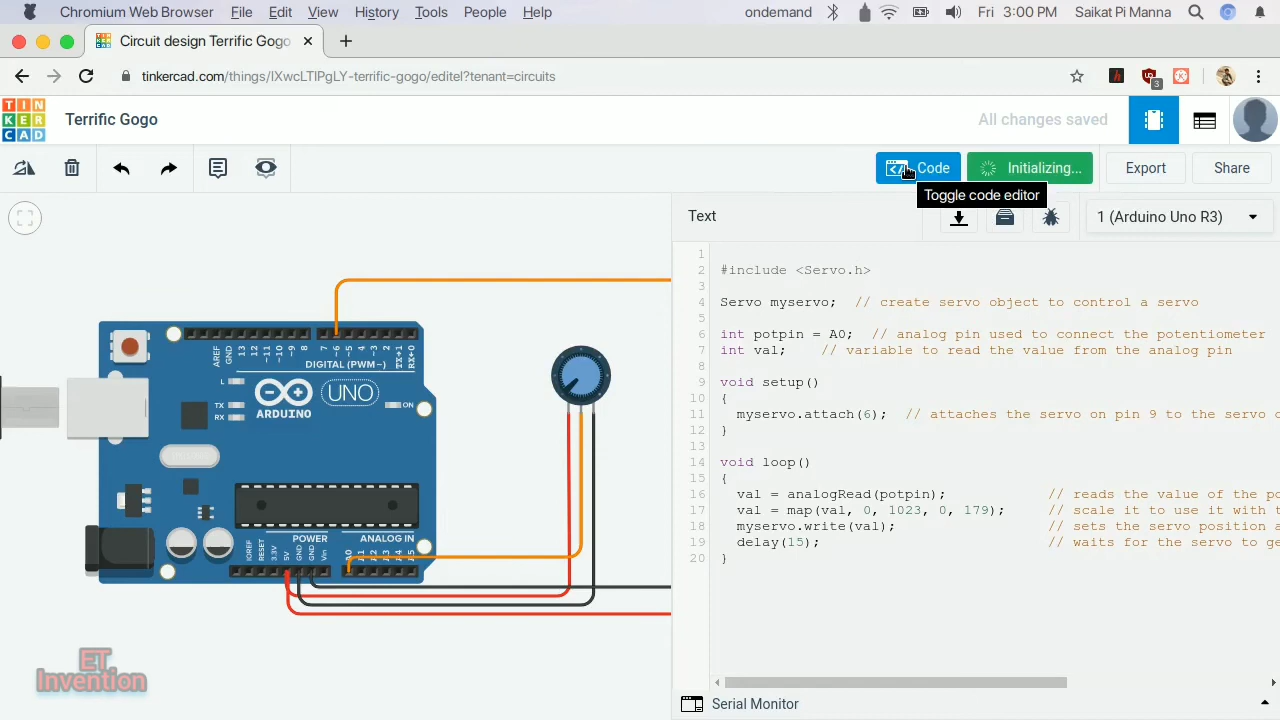 Chromium Web Browser File Edit View History Tools People Help ondemand Fri 3:00 PM Saikat Pi Manna
Circuit design Terrific Gogo
tinkercad.com/things/lXwcLTlPgLY-terrific-gogo/editel?tenant=circuits
3
TIN
KER
CAD
Terrific Gogo
All changes saved
Code
Initializing...
Export
Share
Toggle code editor
Text
1 (Arduino Uno R3)
1
2 #include <Servo.h>
3
4 Servo myservo; // create servo object to control a servo
5
6 int potpin = A0; // analog pin used to connect the potentiometer
7 int val; // variable to read the value from the analog pin
8
9 void setup()
10 {
11 myservo.attach(6); // attaches the servo on pin 9 to the servo
12 }
13
14 void loop()
15 {
16 val = analogRead(potpin); // reads the value of the po
17 val = map(val, 0, 1023, 0, 179); // scale it to use it with t
18 myservo.write(val); // sets the servo position
19 delay(15); // waits for the servo to ge
20 }
AREF GND 13 12 ~11 ~10 ~9 8 7 ~6 ~5 4 ~3 2 TX→1 RX←0
DIGITAL (PWM~)
L
TX
RX
UNO
ON
ARDUINO
POWER
ANALOG IN
IOREF RESET 3.3V 5V GND GND Vin A0 A1 A2 A3 A4 A5
ET
Invention
Serial Monitor